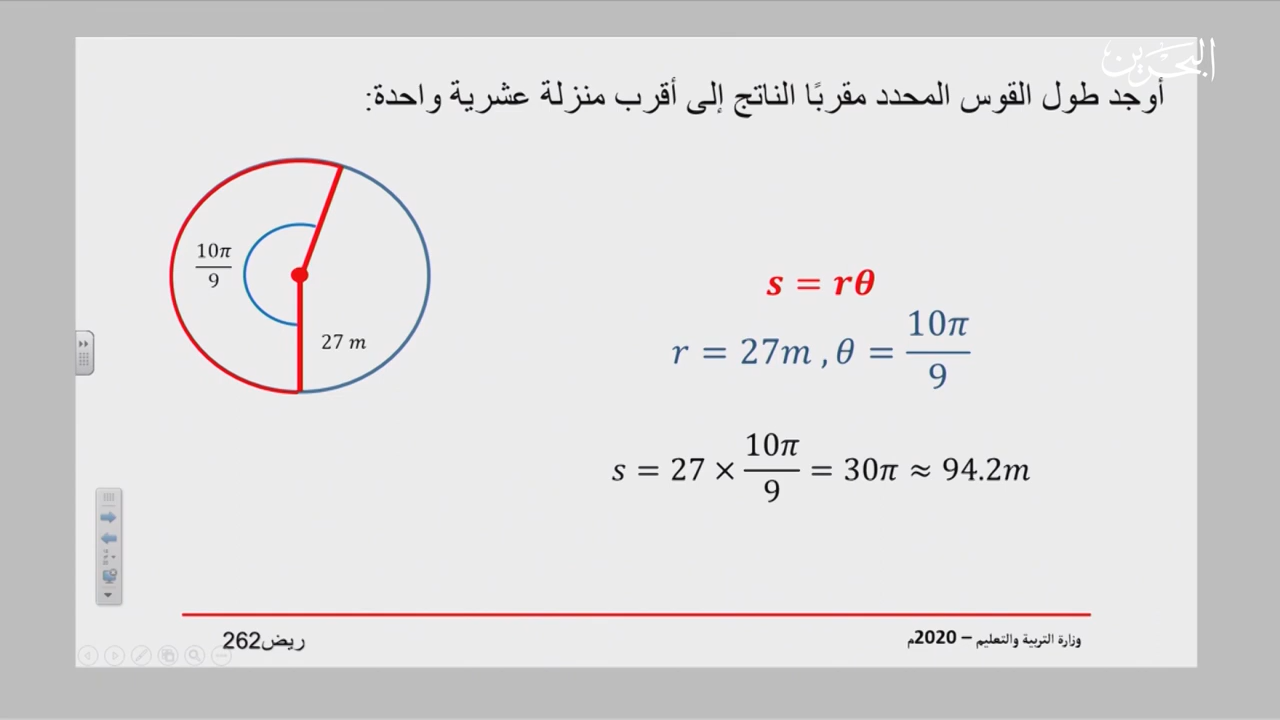 البحرين
أوجد طول القوس المحدد مقربًا الناتج إلى أقرب منزلة عشرية واحدة:
10π/9
27 m
s = rθ
r = 27m , θ = 10π/9
s = 27 × 10π/9 = 30π ≈ 94.2m
وزارة التربية والتعليم – 2020م
ريض262